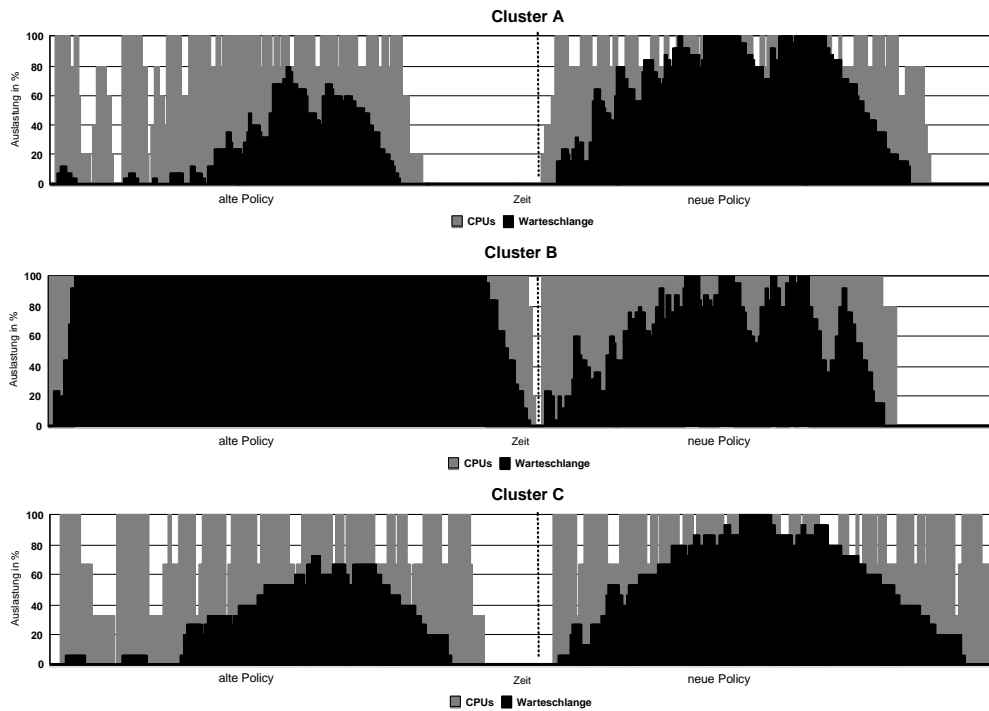 Cluster A
Auslastung in %
100
80
60
40
20
0
alte Policy Zeit neue Policy
CPUs Warteschlange
Cluster B
Auslastung in %
100
80
60
40
20
0
alte Policy Zeit neue Policy
CPUs Warteschlange
Cluster C
Auslastung in %
100
80
60
40
20
0
alte Policy Zeit neue Policy
CPUs Warteschlange